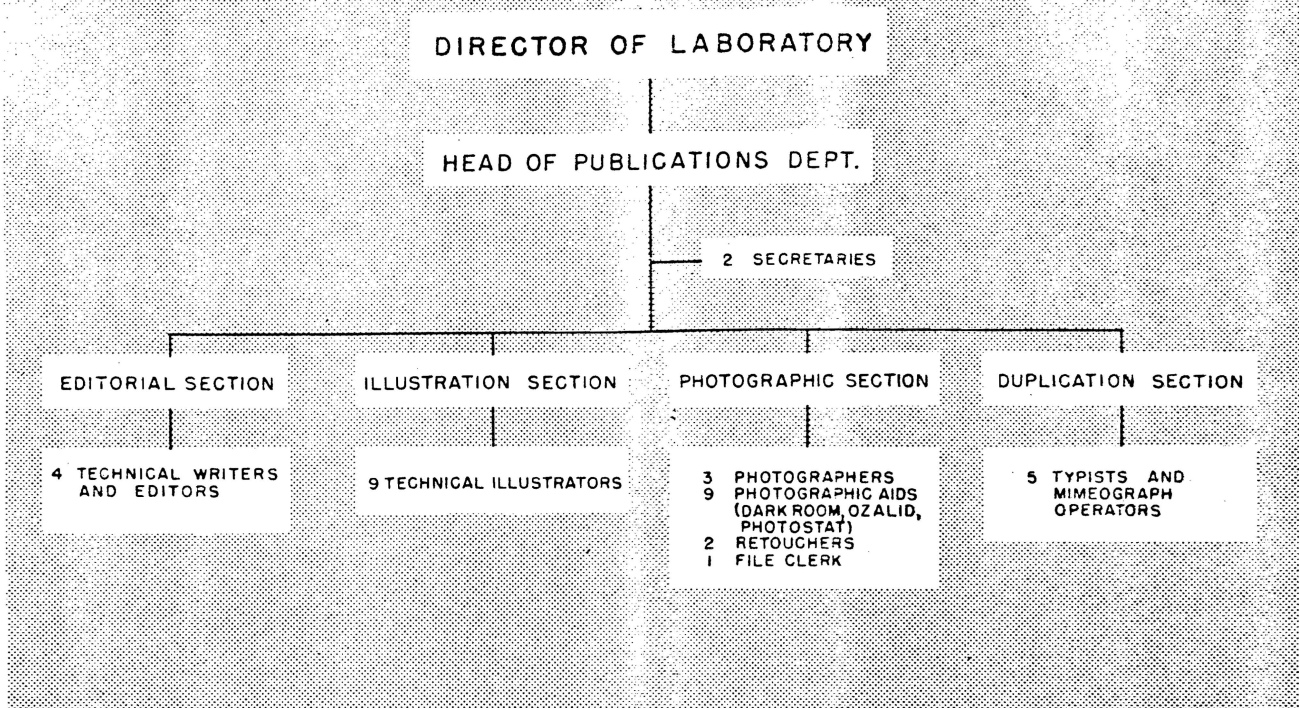 DIRECTOR OF LABORATORY
HEAD OF PUBLICATIONS DEPT.
2 SECRETARIES
EDITORIAL SECTION
ILLUSTRATION SECTION
PHOTOGRAPHIC SECTION
DUPLICATION SECTION
4 TECHNICAL WRITERS
AND EDITORS
9 TECHNICAL ILLUSTRATORS
3 PHOTOGRAPHERS
9 PHOTOGRAPHIC AIDS
(DARK ROOM, OZALID,
PHOTOSTAT)
2 RETOUCHERS
1 FILE CLERK
5 TYPISTS AND
MIMEOGRAPH
OPERATORS